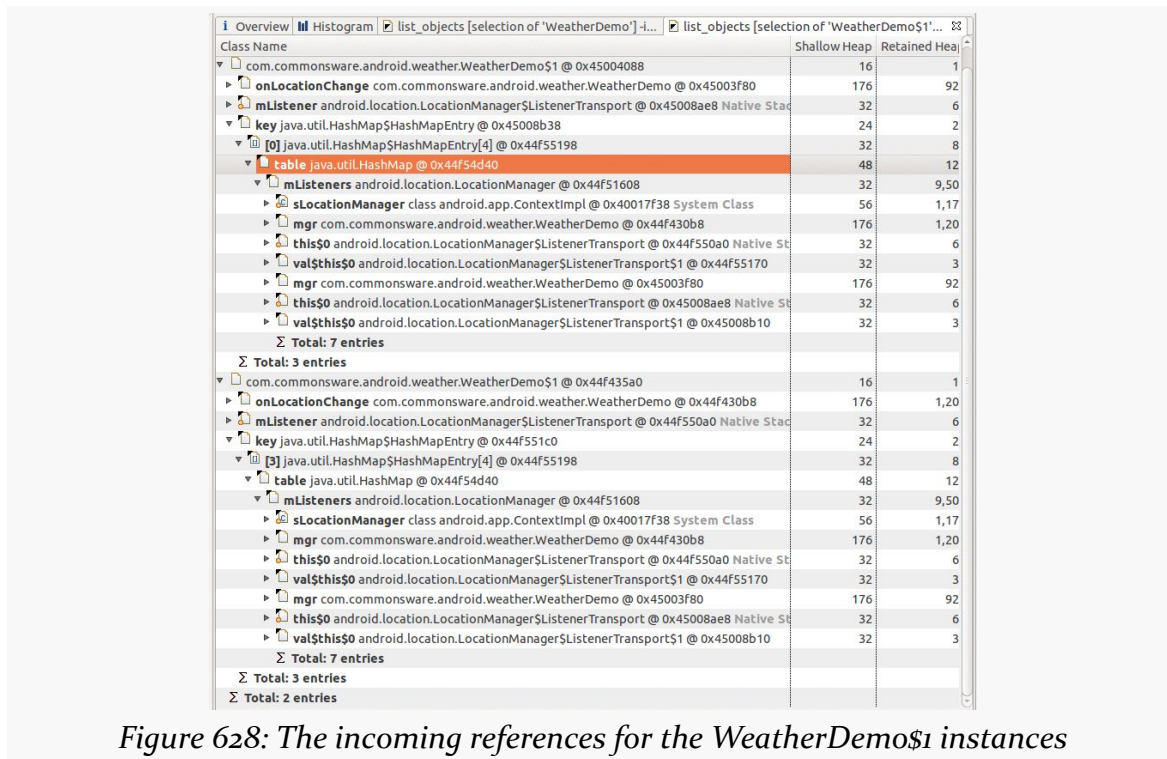 i Overview Histogram list_objects [selection of 'WeatherDemo'] -i... list_objects [selection of 'WeatherDemo$1'...
Class Name Shallow Heap Retained Hea
com.commonsware.android.weather.WeatherDemo$1 @ 0x45004088 16 1
onLocationChange com.commonsware.android.weather.WeatherDemo @ 0x45003f80 176 92
mListener android.location.LocationManager$ListenerTransport @ 0x45008ae8 Native Stac 32 6
key java.util.HashMap$HashMapEntry @ 0x45008b38 24 2
[0] java.util.HashMap$HashMapEntry[4] @ 0x44f55198 32 8
table java.util.HashMap @ 0x44f54d40 48 12
mListeners android.location.LocationManager @ 0x44f51608 32 9,50
sLocationManager class android.app.ContextImpl @ 0x40017f38 System Class 56 1,17
mgr com.commonsware.android.weather.WeatherDemo @ 0x44f430b8 176 1,20
this$0 android.location.LocationManager$ListenerTransport @ 0x44f550a0 Native St 32 6
val$this$0 android.location.LocationManager$ListenerTransport$1 @ 0x44f55170 32 3
mgr com.commonsware.android.weather.WeatherDemo @ 0x45003f80 176 92
this$0 android.location.LocationManager$ListenerTransport @ 0x45008ae8 Native St 32 6
val$this$0 android.location.LocationManager$ListenerTransport$1 @ 0x45008b10 32 3
Σ Total: 7 entries
Σ Total: 3 entries
com.commonsware.android.weather.WeatherDemo$1 @ 0x44f435a0 16 1
onLocationChange com.commonsware.android.weather.WeatherDemo @ 0x44f430b8 176 1,20
mListener android.location.LocationManager$ListenerTransport @ 0x44f550a0 Native Stac 32 6
key java.util.HashMap$HashMapEntry @ 0x44f551c0 24 2
[3] java.util.HashMap$HashMapEntry[4] @ 0x44f55198 32 8
table java.util.HashMap @ 0x44f54d40 48 12
mListeners android.location.LocationManager @ 0x44f51608 32 9,50
sLocationManager class android.app.ContextImpl @ 0x40017f38 System Class 56 1,17
mgr com.commonsware.android.weather.WeatherDemo @ 0x44f430b8 176 1,20
this$0 android.location.LocationManager$ListenerTransport @ 0x44f550a0 Native St 32 6
val$this$0 android.location.LocationManager$ListenerTransport$1 @ 0x44f55170 32 3
mgr com.commonsware.android.weather.WeatherDemo @ 0x45003f80 176 92
this$0 android.location.LocationManager$ListenerTransport @ 0x45008ae8 Native St 32 6
val$this$0 android.location.LocationManager$ListenerTransport$1 @ 0x45008b10 32 3
Σ Total: 7 entries
Σ Total: 3 entries
Σ Total: 2 entries
Figure 628: The incoming references for the WeatherDemo$1 instances